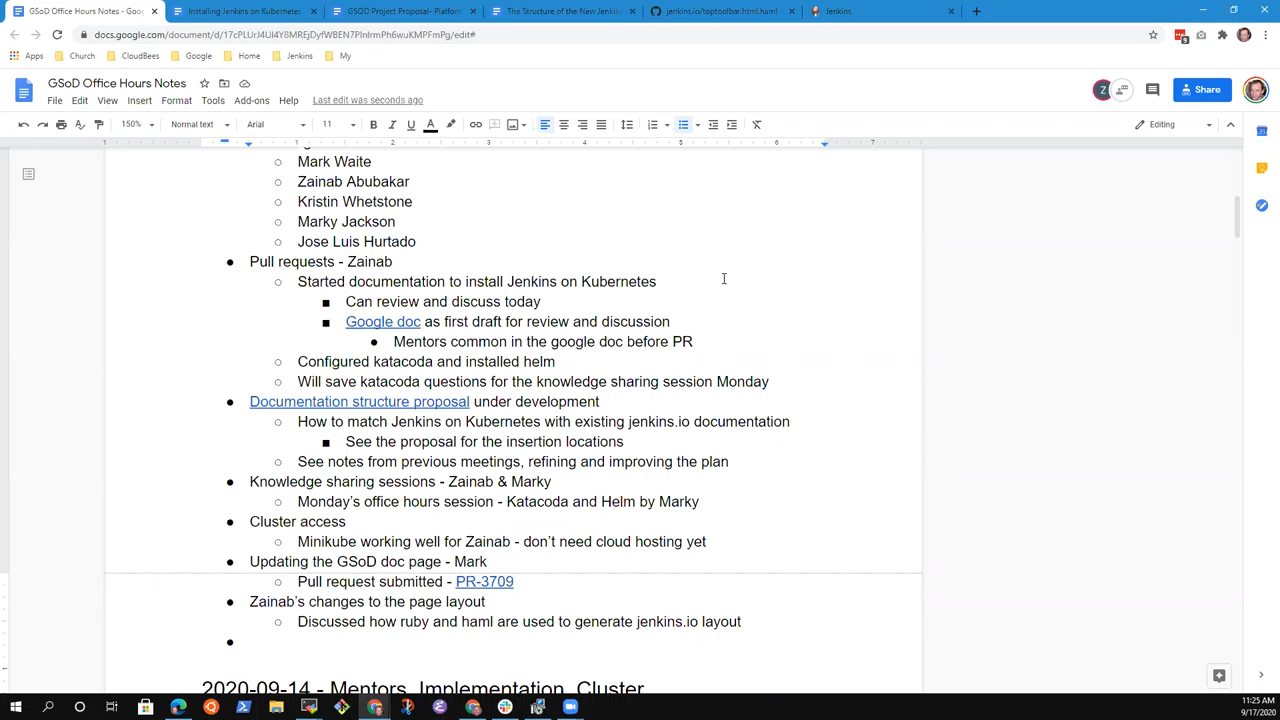 GSoD Office Hours Notes - Goog
Installing Jenkins on Kubernetes
GSOD Project Proposal- Platform
The Structure of the New Jenkins
jenkins.io/toptoolbar.html.haml
Jenkins
docs.google.com/document/d/17cPLUrJ4Ul4Y8MREjDyfWBEN7PInIrmPh6wuKMPFmPg/edit#
Apps Church CloudBees Google Home Jenkins My
GSoD Office Hours Notes
File Edit View Insert Format Tools Add-ons Help Last edit was seconds ago
Z
Share
150% Normal text Arial 11 B I U A Editing
1 1 2 3 4 5 6 7
Mark Waite
Zainab Abubakar
Kristin Whetstone
Marky Jackson
Jose Luis Hurtado
Pull requests - Zainab
Started documentation to install Jenkins on Kubernetes
Can review and discuss today
Google doc as first draft for review and discussion
Mentors common in the google doc before PR
Configured katacoda and installed helm
Will save katacoda questions for the knowledge sharing session Monday
Documentation structure proposal under development
How to match Jenkins on Kubernetes with existing jenkins.io documentation
See the proposal for the insertion locations
See notes from previous meetings, refining and improving the plan
Knowledge sharing sessions - Zainab & Marky
Monday's office hours session - Katacoda and Helm by Marky
Cluster access
Minikube working well for Zainab - don't need cloud hosting yet
Updating the GSoD doc page - Mark
Pull request submitted - PR-3709
Zainab's changes to the page layout
Discussed how ruby and haml are used to generate jenkins.io layout
2020-09-14 - Mentors, Implementation, Cluster
11:25 AM
9/17/2020